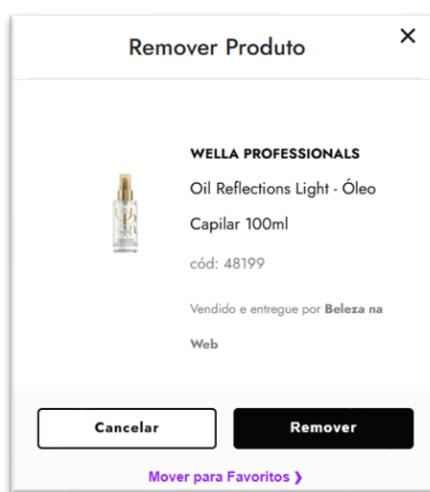 Remover Produto
WELLA PROFESSIONALS
Oil Reflections Light - Óleo
Capilar 100ml
cód: 48199
Vendido e entregue por Beleza na
Web
Cancelar
Remover
Mover para Favoritos ❯